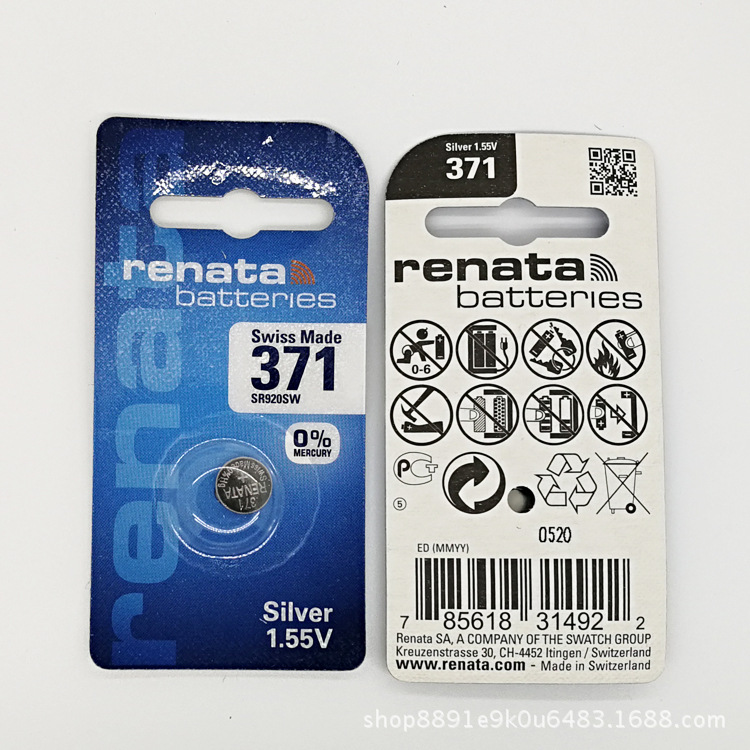 renata
renata
batteries
Swiss Made
371
SR920SW
0%
MERCURY
RENATA
371
Silver
1.55V
Silver 1.55V
371
renata
batteries
0-6
5
0520
ED (MMYY)
7 85618 31492 2
Renata SA, A COMPANY OF THE SWATCH GROUP
Kreuzenstrasse 30, CH-4452 Itingen / Switzerland
www.renata.com - Made in Switzerland
shop8891e9k0u6483.1688.com